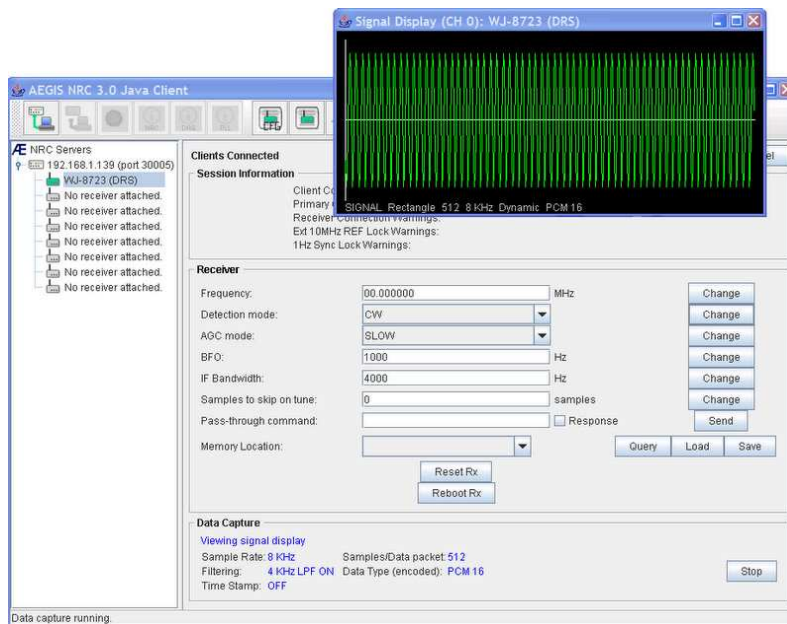 Signal Display (CH 0): WJ-8723 (DRS)
SIGNAL Rectangle 512 8 KHz Dynamic PCM 16
AEGIS NRC 3.0 Java Client
CFG
Æ NRC Servers
192.168.1.139 (port 30005)
WJ-8723 (DRS)
No receiver attached.
No receiver attached.
No receiver attached.
No receiver attached.
No receiver attached.
No receiver attached.
No receiver attached.
Clients Connected
Session Information
Client
Primary
Receiver Connection Warnings:
Ext 10MHz REF Lock Warnings:
1Hz Sync Lock Warnings:
Receiver
Frequency: 00.000000 MHz Change
Detection mode: CW Change
AGC mode: SLOW Change
BFO: 1000 Hz Change
IF Bandwidth: 4000 Hz Change
Samples to skip on tune: 0 samples Change
Pass-through command: Response Send
Memory Location: Query Load Save
Reset Rx
Reboot Rx
Data Capture
Viewing signal display
Sample Rate: 8 KHz Samples/Data packet: 512
Filtering: 4 KHz LPF ON Data Type (encoded): PCM 16 Stop
Time Stamp: OFF
Data capture running.